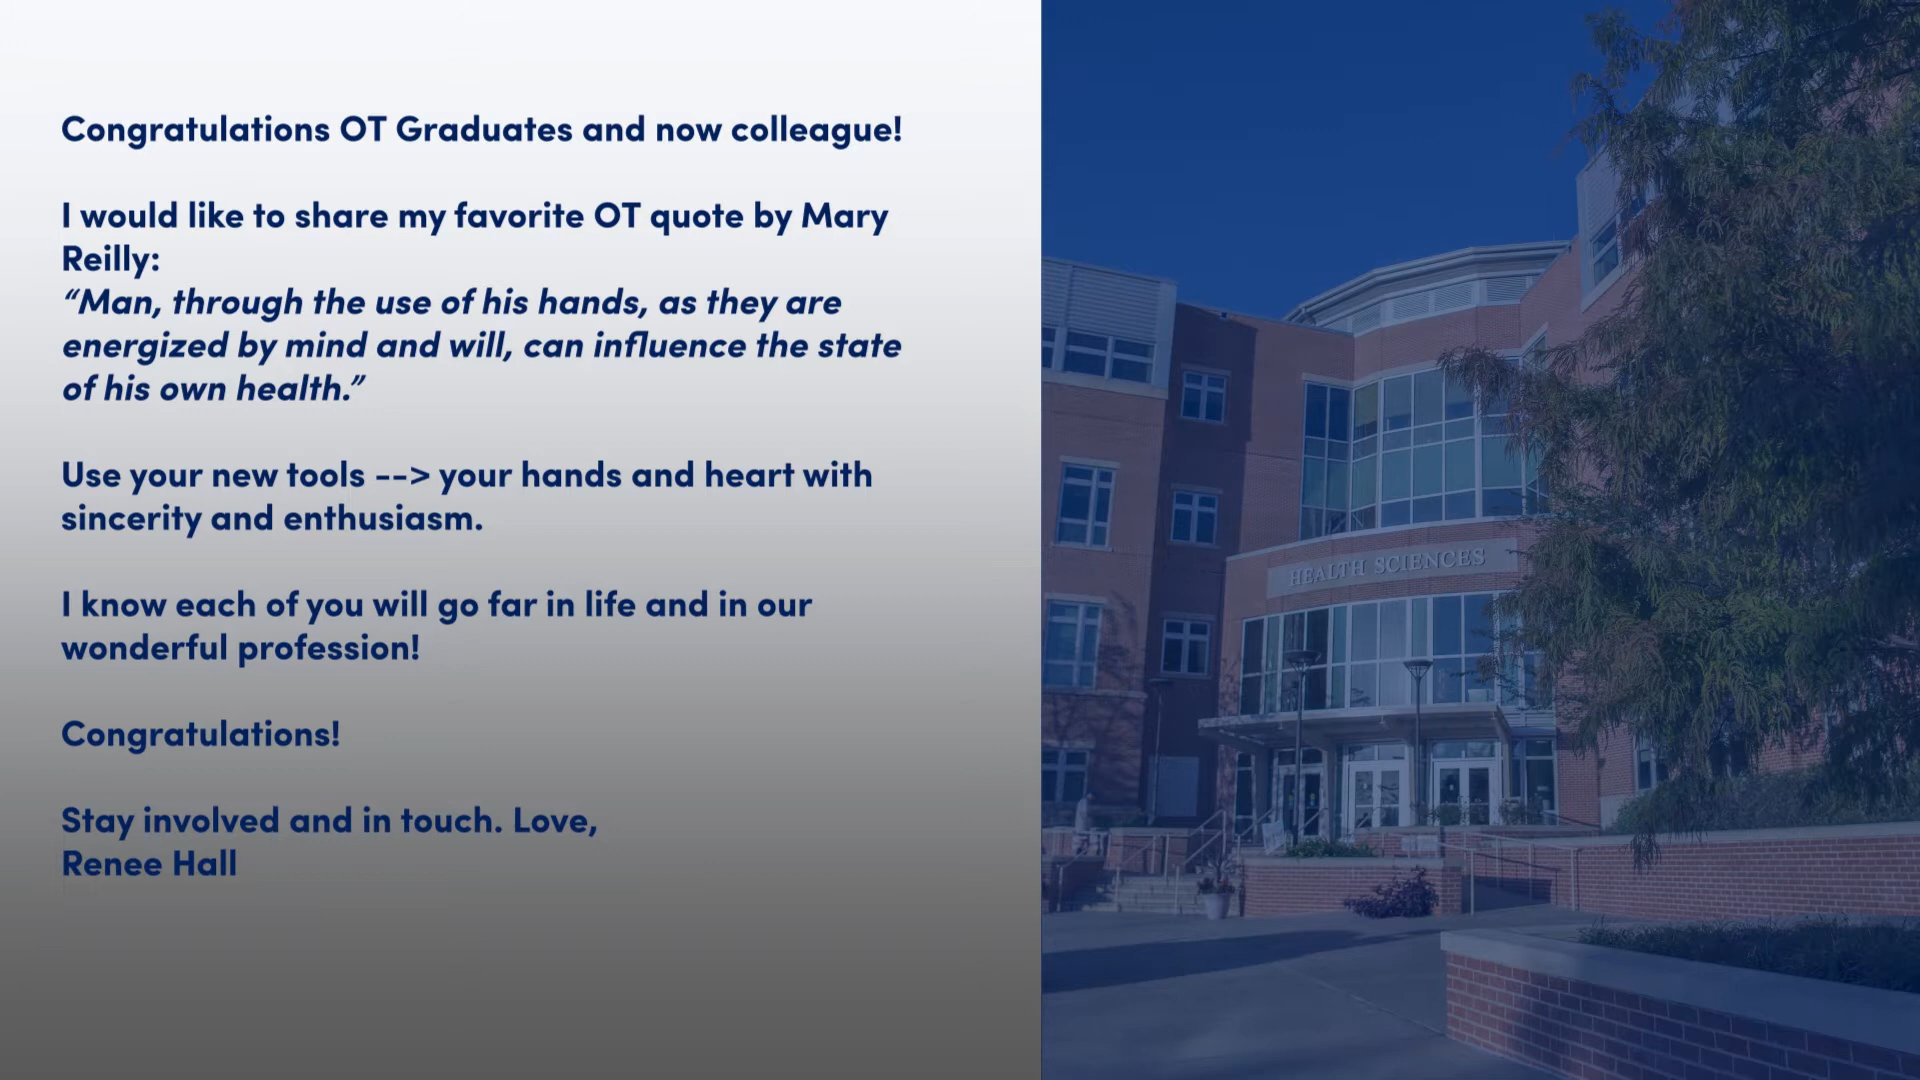 Congratulations OT Graduates and now colleague!
I would like to share my favorite OT quote by Mary
Reilly:
“Man, through the use of his hands, as they are
energized by mind and will, can influence the state
of his own health.”
Use your new tools --> your hands and heart with
sincerity and enthusiasm.
I know each of you will go far in life and in our
wonderful profession!
Congratulations!
Stay involved and in touch. Love,
Renee Hall
HEALTH SCIENCES